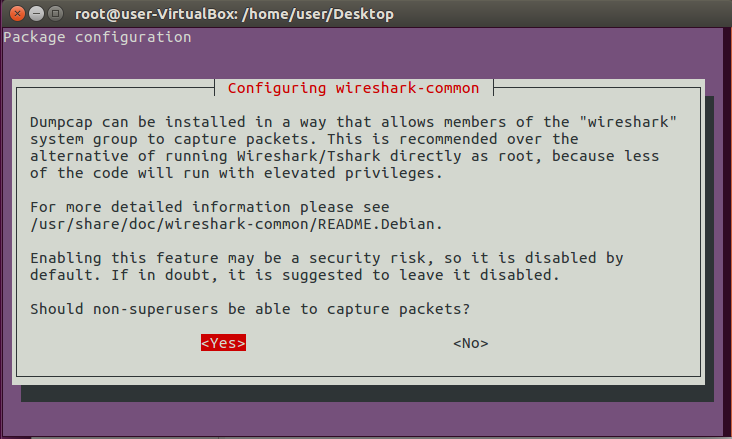 root@user-VirtualBox: /home/user/Desktop
Package configuration
Configuring wireshark-common
Dumpcap can be installed in a way that allows members of the "wireshark"
system group to capture packets. This is recommended over the
alternative of running Wireshark/Tshark directly as root, because less
of the code will run with elevated privileges.
For more detailed information please see
/usr/share/doc/wireshark-common/README.Debian.
Enabling this feature may be a security risk, so it is disabled by
default. If in doubt, it is suggested to leave it disabled.
Should non-superusers be able to capture packets?
<Yes> <No>